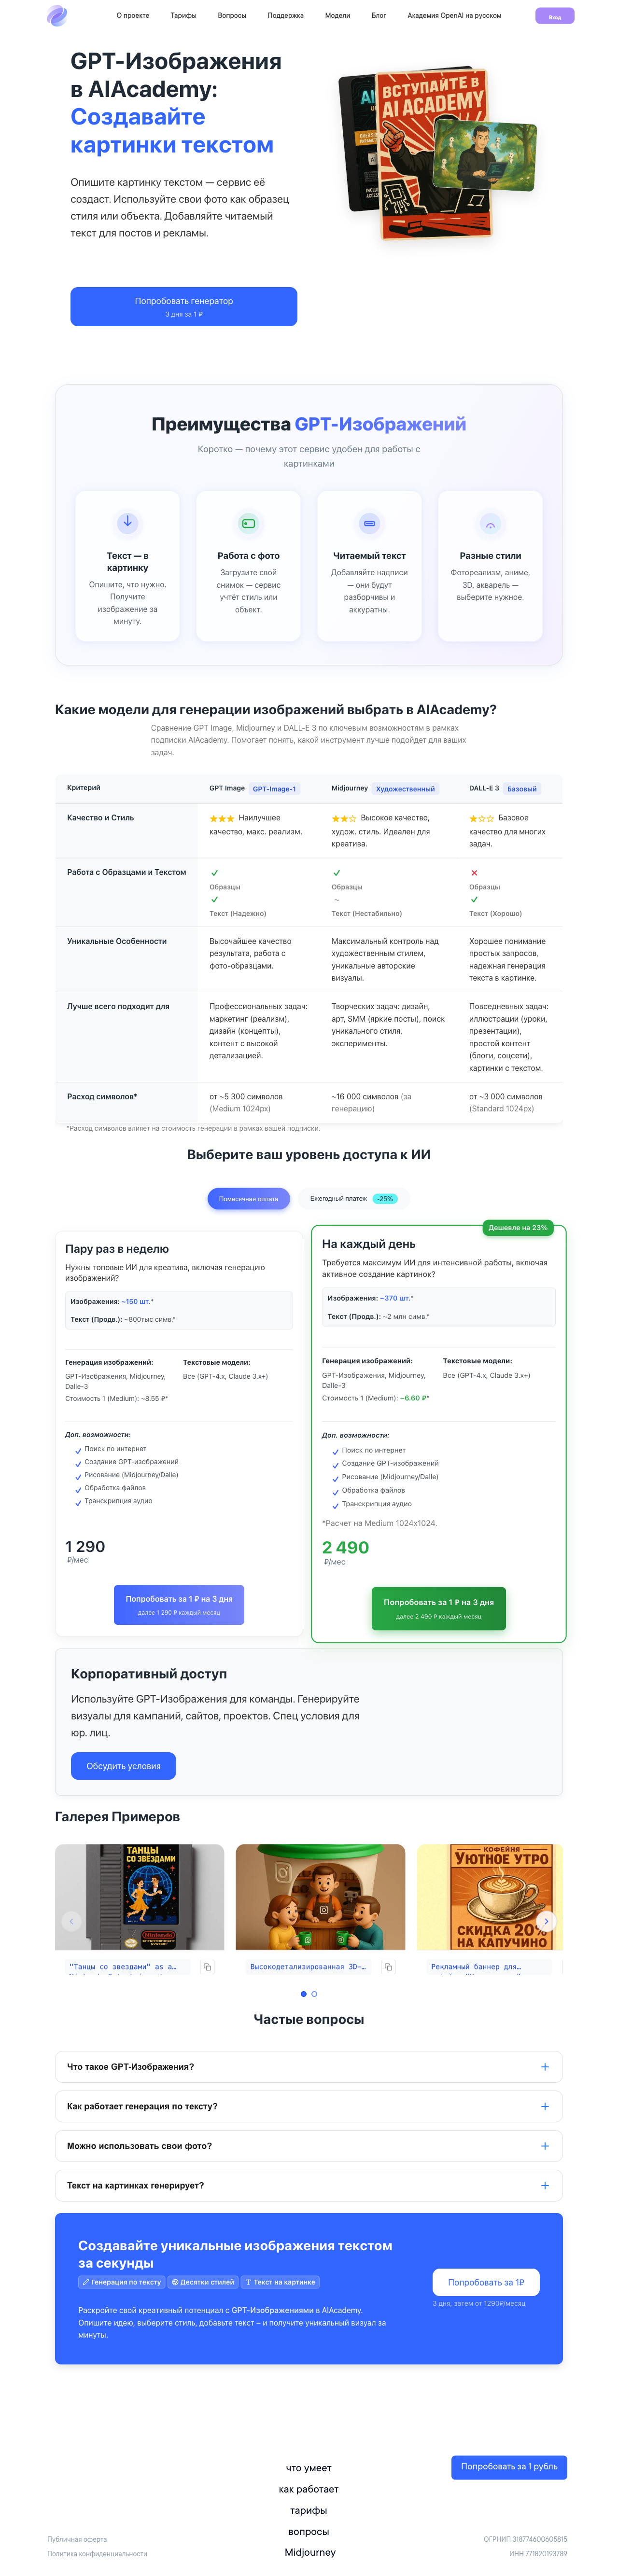 О проекте
Тарифы
Вопросы
Поддержка
Модели
Блог
Академия OpenAI на русском
Вход
GPT-Изображения
в AIAcademy:
Создавайте
картинки текстом
Опишите картинку текстом — сервис её
создаст. Используйте свои фото как образец
стиля или объекта. Добавляйте читаемый
текст для постов и рекламы.
ВСТУПАЙТЕ В
AI ACADEMY
Попробовать генератор
3 дня за 1 ₽
Преимущества GPT-Изображений
Коротко — почему этот сервис удобен для работы с
картинками
Текст — в
картинку
Опишите, что нужно.
Получите
изображение за
минуту.
Работа с фото
Загрузите свой
снимок — сервис
учтёт стиль или
объект.
Читаемый текст
Добавляйте надписи
— они будут
разборчивы и
аккуратны.
Разные стили
Фотореализм, аниме,
3D, акварель —
выберите нужное.
Какие модели для генерации изображений выбрать в AIAcademy?
Сравнение GPT Image, Midjourney и DALL-E 3 по ключевым возможностям в рамках
подписки AIAcademy. Помогает понять, какой инструмент лучше подойдет для ваших
задач.
Критерий
GPT Image GPT-Image-1
Midjourney Художественный
DALL-E 3 Базовый
Качество и Стиль
Наилучшее
качество, макс. реализм.
Высокое качество,
худож. стиль. Идеален для
креатива.
Базовое
качество для многих
задач.
Работа с Образцами и Текстом
Образцы
Текст (Надежно)
Образцы
~
Текст (Нестабильно)
Образцы
Текст (Хорошо)
Уникальные Особенности
Высочайшее качество
результата, работа с
фото-образцами.
Максимальный контроль над
художественным стилем,
уникальные авторские
визуалы.
Хорошее понимание
простых запросов,
надежная генерация
текста в картинке.
Лучше всего подходит для
Профессиональных задач:
маркетинг (реализм),
дизайн (концепты),
контент с высокой
детализацией.
Творческих задач: дизайн,
арт, SMM (яркие посты), поиск
уникального стиля,
эксперименты.
Повседневных задач:
иллюстрации (уроки,
презентации),
простой контент
(блоги, соцсети),
картинки с текстом.
Расход символов*
от ~5 300 символов
(Medium 1024px)
~16 000 символов (за
генерацию)
от ~3 000 символов
(Standard 1024px)
*Расход символов влияет на стоимость генерации в рамках вашей подписки.
Выберите ваш уровень доступа к ИИ
Помесячная оплата
Ежегодный платеж -25%
Пару раз в неделю
Нужны топовые ИИ для креатива, включая генерацию
изображений?
Изображения: ~150 шт.*
Текст (Продв.): ~800тыс симв.*
Генерация изображений:
GPT-Изображения, Midjourney,
Dalle-3
Стоимость 1 (Medium): ~8.55 ₽*
Текстовые модели:
Все (GPT-4.x, Claude 3.x+)
Доп. возможности:
Поиск по интернет
Создание GPT-изображений
Рисование (Midjourney/Dalle)
Обработка файлов
Транскрипция аудио
1 290
₽/мес
Попробовать за 1 ₽ на 3 дня
далее 1 290 ₽ каждый месяц
Дешевле на 23%
На каждый день
Требуется максимум ИИ для интенсивной работы, включая
активное создание картинок?
Изображения: ~370 шт.*
Текст (Продв.): ~2 млн симв.*
Генерация изображений:
GPT-Изображения, Midjourney,
Dalle-3
Стоимость 1 (Medium): ~6.60 ₽*
Текстовые модели:
Все (GPT-4.x, Claude 3.x+)
Доп. возможности:
Поиск по интернет
Создание GPT-изображений
Рисование (Midjourney/Dalle)
Обработка файлов
Транскрипция аудио
*Расчет на Medium 1024x1024.
2 490
₽/мес
Попробовать за 1 ₽ на 3 дня
далее 2 490 ₽ каждый месяц
Корпоративный доступ
Используйте GPT-Изображения для команды. Генерируйте
визуалы для кампаний, сайтов, проектов. Спец условия для
юр. лиц.
Обсудить условия
Галерея Примеров
ТАНЦЫ
СО ЗВЁЗДАМИ
Nintendo
"Танцы со звездами" as a…
Высокодетализированная 3D-…
КОФЕЙНЯ
УЮТНОЕ УТРО
СКИДКА 20%
НА КАПУЧИНО
Рекламный баннер для…
Частые вопросы
Что такое GPT-Изображения?
Как работает генерация по тексту?
Можно использовать свои фото?
Текст на картинках генерирует?
Создавайте уникальные изображения текстом
за секунды
Генерация по тексту
Десятки стилей
Текст на картинке
Раскройте свой креативный потенциал с GPT-Изображениями в AIAcademy.
Опишите идею, выберите стиль, добавьте текст – и получите уникальный визуал за
минуты.
Попробовать за 1₽
3 дня, затем от 1290₽/месяц
что умеет
как работает
тарифы
вопросы
Midjourney
Попробовать за 1 рубль
Публичная оферта
Политика конфиденциальности
ОГРНИП 318774600605815
ИНН 771820193789